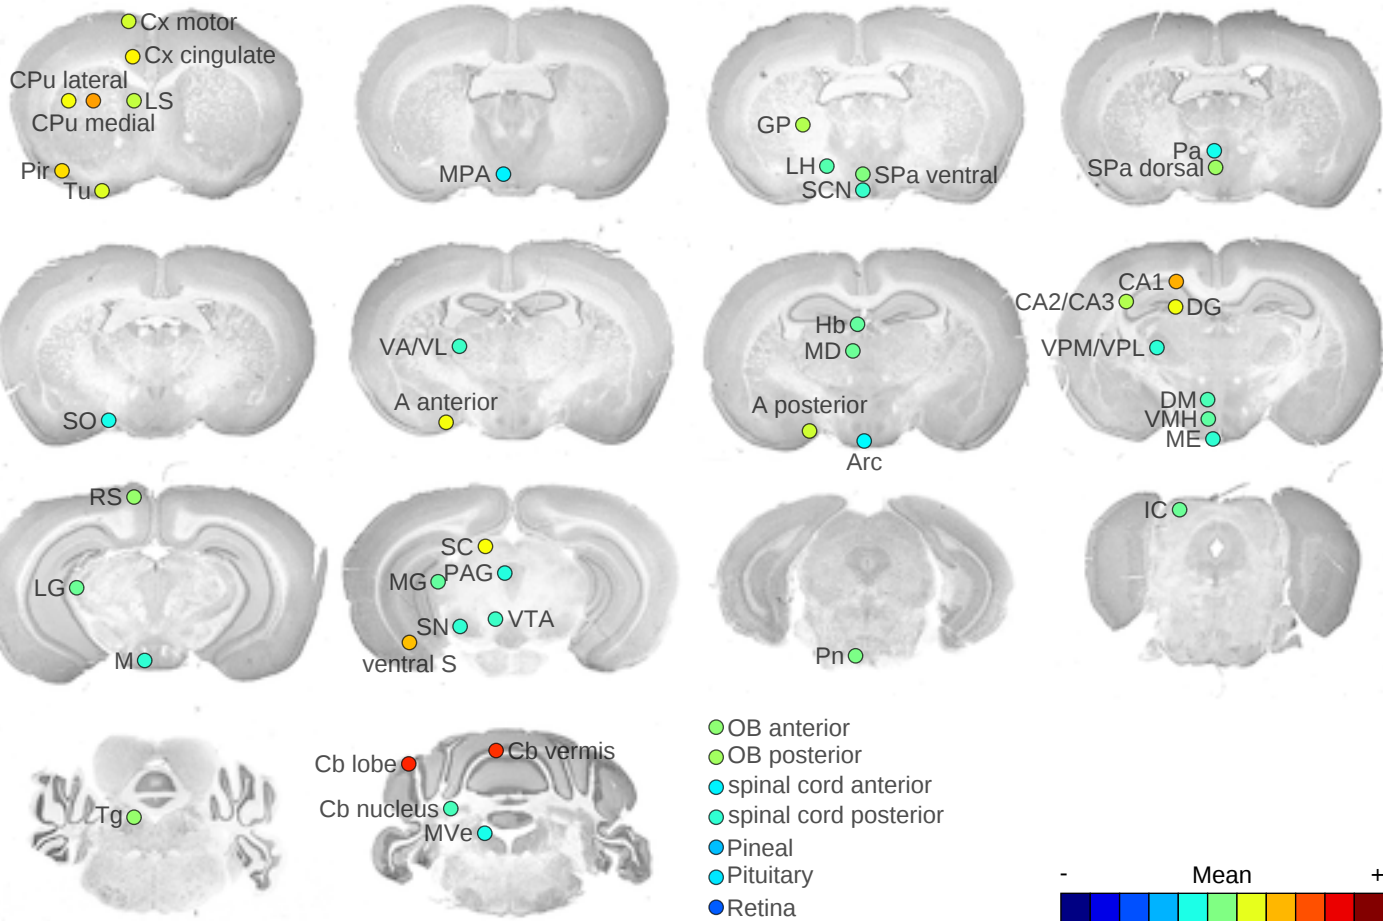 Cx motor
Cx cingulate
CPu lateral
LS
CPu medial
Pir
Tu
MPA
GP
LH
SPa ventral
SCN
Pa
SPa dorsal
SO
VA/VL
A anterior
Hb
MD
A posterior
Arc
CA1
CA2/CA3
DG
VPM/VPL
DM
VMH
ME
RS
LG
M
SC
MG
PAG
SN
VTA
ventral S
Pn
IC
Tg
Cb lobe
Cb vermis
Cb nucleus
MVe
OB anterior
OB posterior
spinal cord anterior
spinal cord posterior
Pineal
Pituitary
Retina
- Mean +